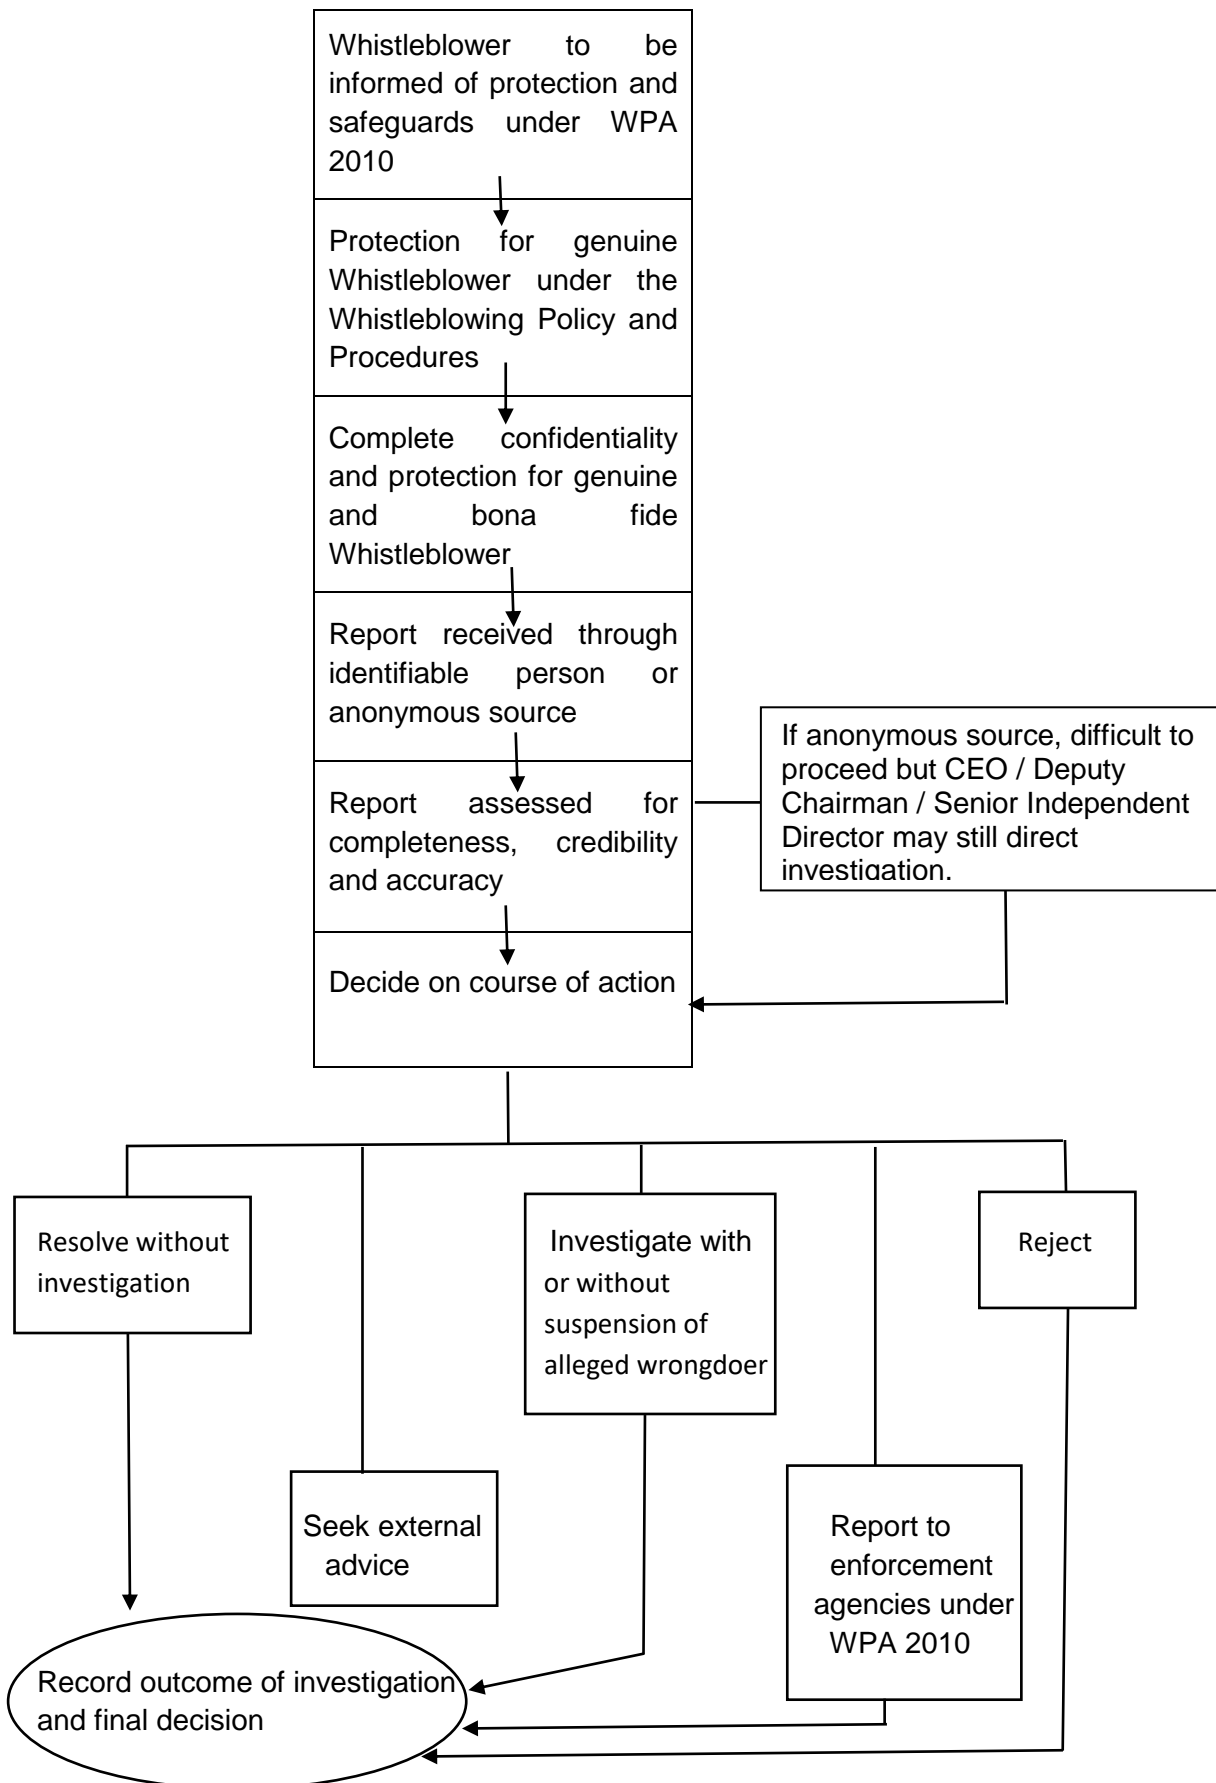 Whistleblower to be
informed of protection and
safeguards under WPA
2010
Protection for genuine
Whistleblower under the
Whistleblowing Policy and
Procedures
Complete confidentiality
and protection for genuine
and bona fide
Whistleblower
Report received through
identifiable person or
anonymous source
If anonymous source, difficult to
proceed but CEO / Deputy
Chairman / Senior Independent
Director may still direct
investigation.
Report assessed for
completeness, credibility
and accuracy
Decide on course of action
Resolve without
investigation
Investigate with
or without
suspension of
alleged wrongdoer
Reject
Seek external
advice
Report to
enforcement
agencies under
WPA 2010
Record outcome of investigation
and final decision